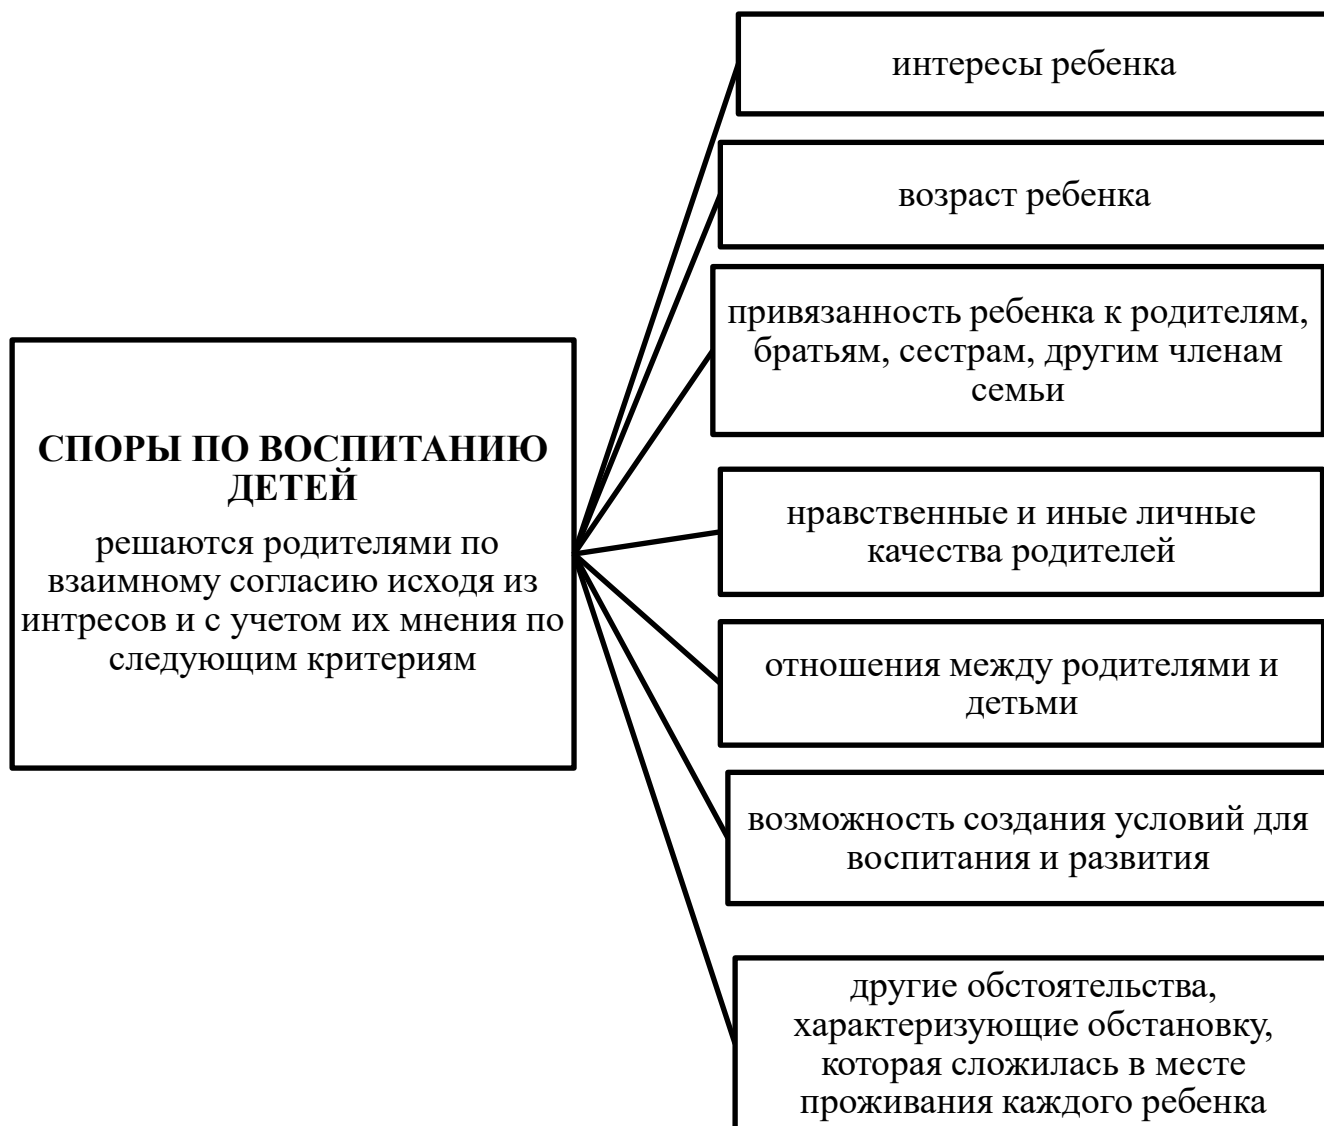 СПОРЫ ПО ВОСПИТАНИЮ
ДЕТЕЙ
решаются родителями по
взаимному согласию исходя из
интресов и с учетом их мнения по
следующим критериям
интересы ребенка
возраст ребенка
привязанность ребенка к родителям,
братьям, сестрам, другим членам
семьи
нравственные и иные личные
качества родителей
отношения между родителями и
детьми
возможность создания условий для
воспитания и развития
другие обстоятельства,
характеризующие обстановку,
которая сложилась в месте
проживания каждого ребенка